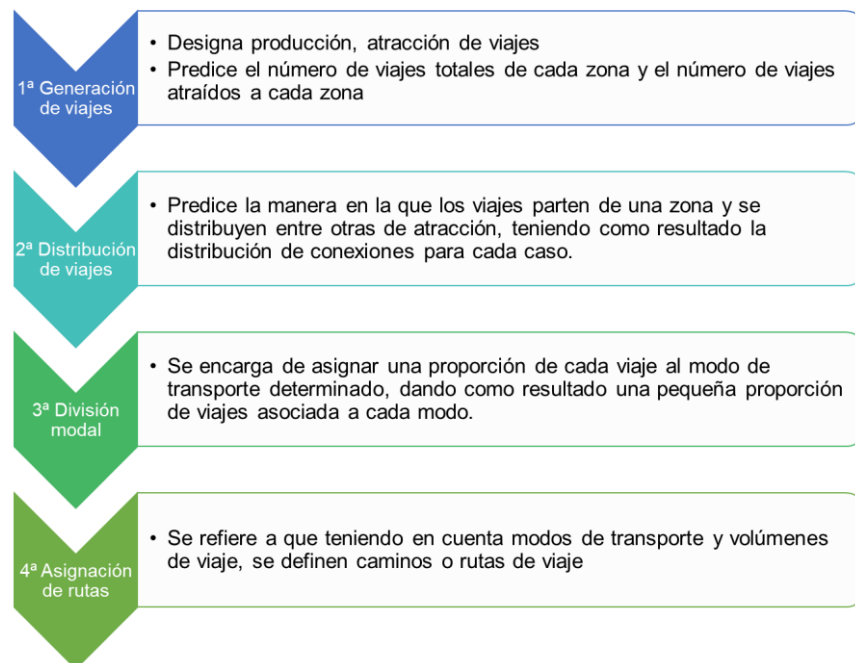 1ª Generación
de viajes
• Designa producción, atracción de viajes
• Predice el número de viajes totales de cada zona y el número de viajes
atraídos a cada zona
2ª Distribución
de viajes
• Predice la manera en la que los viajes parten de una zona y se
distribuyen entre otras de atracción, teniendo como resultado la
distribución de conexiones para cada caso.
3ª División
modal
• Se encarga de asignar una proporción de cada viaje al modo de
transporte determinado, dando como resultado una pequeña proporción
de viajes asociada a cada modo.
4ª Asignación
de rutas
• Se refiere a que teniendo en cuenta modos de transporte y volúmenes
de viaje, se definen caminos o rutas de viaje